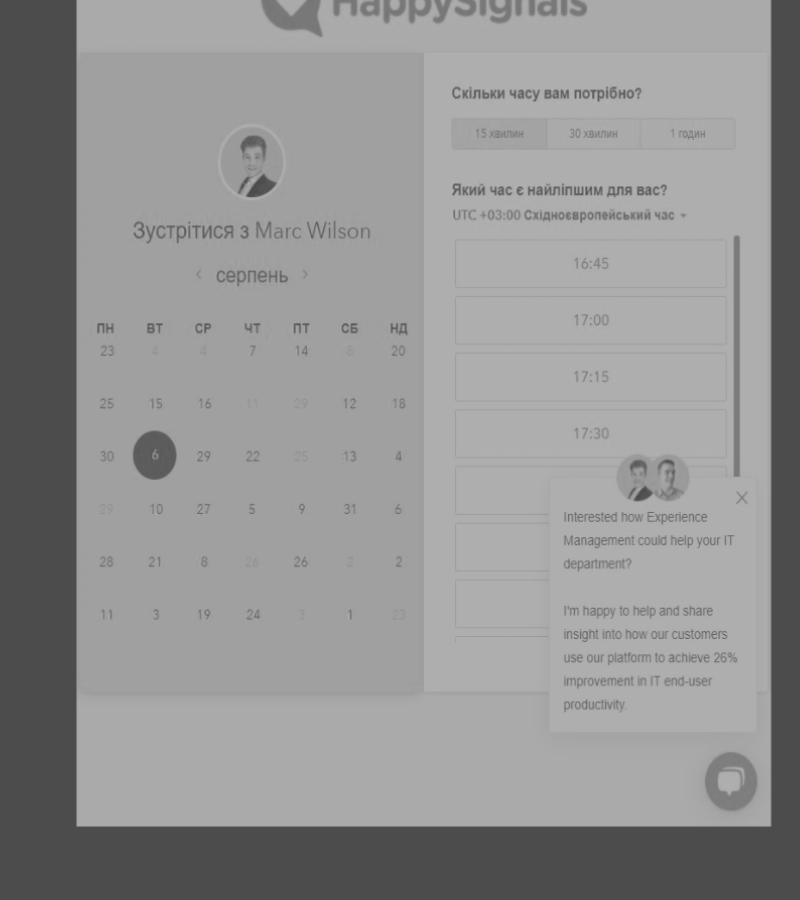 HappySignals
Зустрітися з Marc Wilson
серпень
ПН ВТ СР ЧТ ПТ СБ НД
23 4 4 7 14 8 20
25 15 16 11 29 12 18
30 6 29 22 25 13 4
29 10 27 5 9 31 6
28 21 8 26 26 2 2
11 3 19 24 3 1 23
Скільки часу вам потрібно?
15 хвилин 30 хвилин 1 годин
Який час є найліпшим для вас?
UTC +03:00 Східноєвропейський час
16:45
17:00
17:15
17:30
Interested how Experience
Management could help your IT
department?
I'm happy to help and share
insight into how our customers
use our platform to achieve 26%
improvement in IT end-user
productivity.